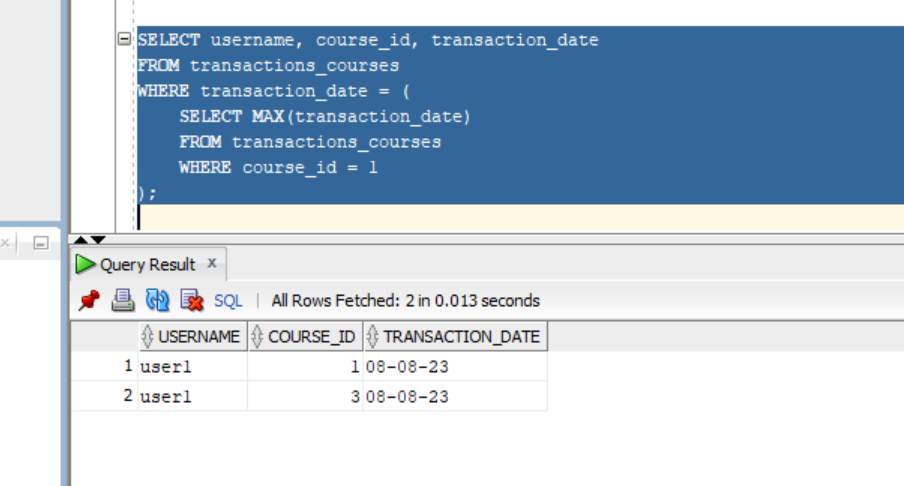 SELECT username, course_id, transaction_date
FROM transactions_courses
WHERE transaction_date = (
SELECT MAX(transaction_date)
FROM transactions_courses
WHERE course_id = 1
);
Query Result x
SQL | All Rows Fetched: 2 in 0.013 seconds
USERNAME COURSE_ID TRANSACTION_DATE
1 user1 1 08-08-23
2 user1 3 08-08-23